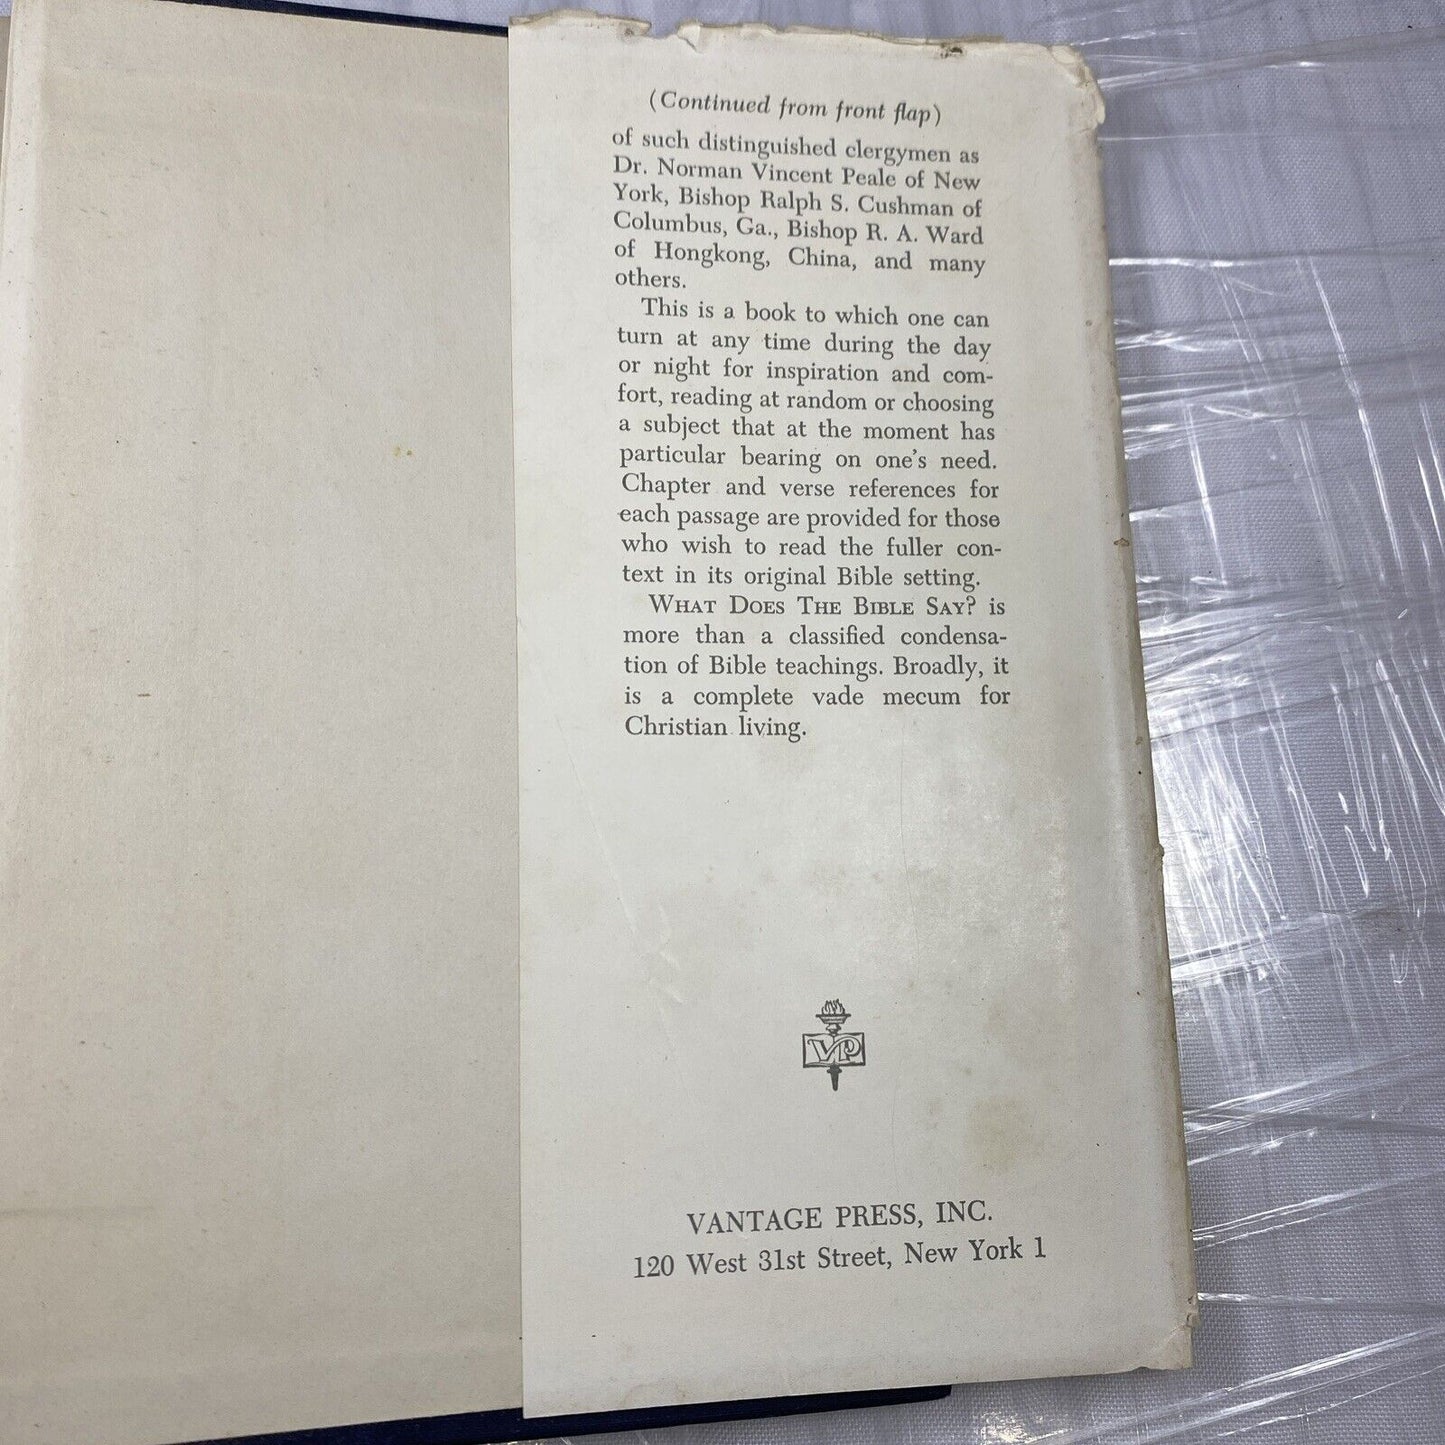 (Continued from front flap)
of such distinguished clergymen as
Dr. Norman Vincent Peale of New
York, Bishop Ralph S. Cushman of
Columbus, Ga., Bishop R. A. Ward
of Hongkong, China, and many
others.
This is a book to which one can
turn at any time during the day
or night for inspiration and com-
fort, reading at random or choosing
a subject that at the moment has
particular bearing on one's need.
Chapter and verse references for
each passage are provided for those
who wish to read the fuller con-
text in its original Bible setting.
WHAT DOES THE BIBLE SAY? is
more than a classified condensa-
tion of Bible teachings. Broadly, it
is a complete vade mecum for
Christian living.
VP
VANTAGE PRESS, INC.
120 West 31st Street, New York 1